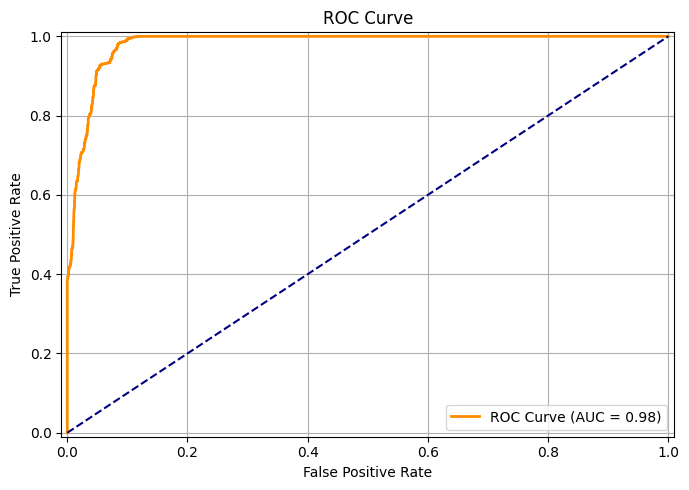 ROC Curve
True Positive Rate
1.0
0.8
0.6
0.4
0.2
0.0
ROC Curve (AUC = 0.98)
0.0 0.2 0.4 0.6 0.8 1.0
False Positive Rate